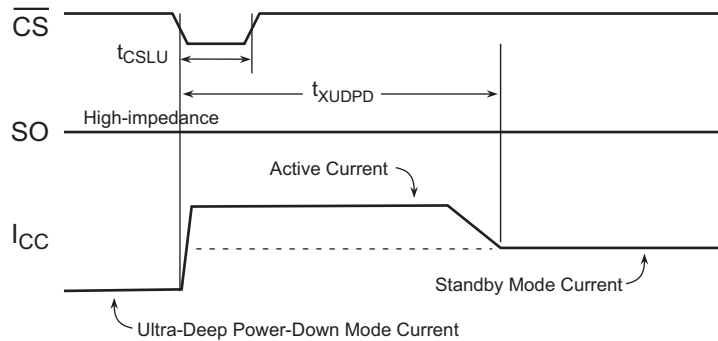 CS
tCSLU
tXUDPD
High-impedance
SO
Active Current
ICC
Standby Mode Current
Ultra-Deep Power-Down Mode Current